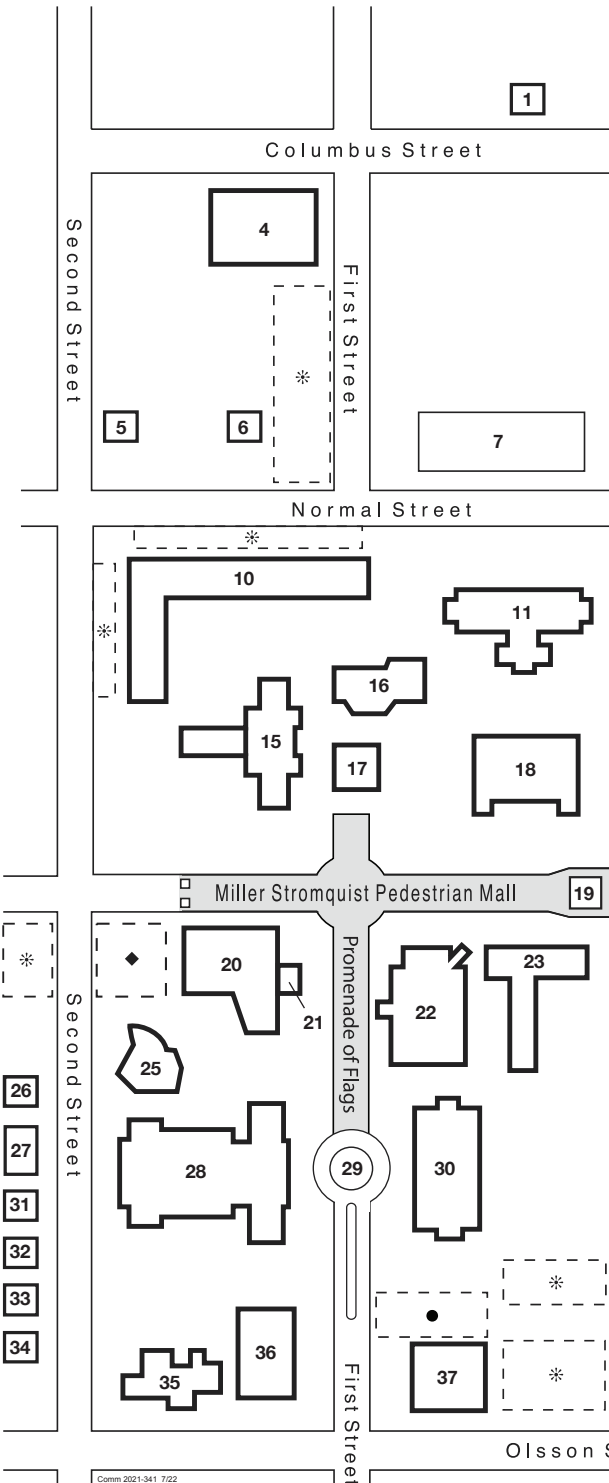 1
Columbus Street
Second Street
4
First Street
5
6
7
Normal Street
10
11
16
15
17
18
Miller Stromquist Pedestrian Mall
19
20
Promenade of Flags
23
22
21
Second Street
25
26
27
28
29
30
31
32
33
34
36
35
37
First Street
Olsson S
Comm 2021-341 7/22